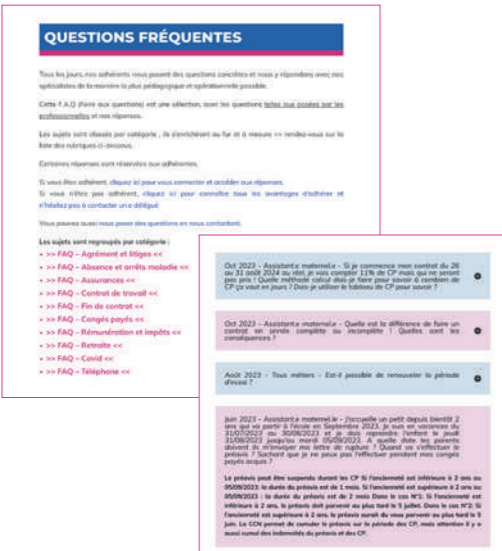 QUESTIONS FRÉQUENTES
Tous les jours, nos adhérents nous posent des questions concrètes et nous y répondons avec nos
spécialistes de la manière la plus pédagogique et opérationnelle possible.
Cette F.A.Q (Foire aux questions) est une sélection, avec les questions telles que posées par les
professionnelles et nos réponses.
Les sujets sont classés par catégorie , ils s'enrichiront au fur et à mesure >> rendez-vous sur la
liste des rubriques ci-dessous.
Certaines réponses sont réservées aux adhérentes.
Si vous êtes adhérent, cliquez ici pour vous connecter et accéder aux réponses.
Si vous n'êtes pas adhérent, cliquez ici pour connaître tous les avantages d'adhérer et
n'hésitez pas à contacter un.e délégué
Vous pouvez aussi nous poser des questions en nous contactant.
Les sujets sont regroupés par catégorie :
• >> FAQ – Agrément et litiges <<
• >> FAQ – Absence et arrêts maladie <<
• >> FAQ – Assurances <<
• >> FAQ – Contrat de travail <<
• >> FAQ – Fin de contrat <<
• >> FAQ – Congés payés <<
• >> FAQ – Rémunération et impôts <<
• >> FAQ – Retraite <<
• >> FAQ – Covid <<
• >> FAQ – Téléphone <<
Oct 2023 – Assistant.e maternel.le - Si je commence mon contrat du 26
au 31 août 2024 au réel, je vais compter 11% de CP mais qui ne seront
pas pris ! Quelle méthode calcul dois-je faire pour savoir à combien de
CP ça vaut en jours ? Dois-je utiliser le tableau de CP pour savoir ?
Oct 2023 – Assistant.e maternel.le - Quelle est la différence de faire un
contrat en année complète ou incomplète ! Quelles sont les
conséquences ?
Août 2023 - Tous métiers - Est-il possible de renouveler la période
d'essai ?
Juin 2023 – Assistant.e maternel.le – J'accueille un petit depuis bientôt 2
ans qui va partir à l'école en Septembre 2023. Je suis en vacances du
31/07/2023 au 30/08/2023 et je dois reprendre l'enfant le jeudi
31/08/2023 jusqu'au mardi 05/09/2023. A quelle date les parents
doivent ils m'envoyer ma lettre de rupture ? Quand va s'effectuer le
préavis ? Sachant que je ne peux pas l'effectuer pendant mes congés
payés acquis ?
Le préavis peut être suspendu durant les CP Si l'ancienneté est inférieure à 2 ans au
05/09/2023: la durée du préavis est de 1 mois. Si l'ancienneté est supérieure à 2 ans au
05/09/2023 : la durée du préavis est de 2 mois Dans le cas N°1: Si l'ancienneté est
inférieure à 2 ans, le préavis doit parvenir au plus tard le 5 juillet. Dans le cas N°2: Si
l'ancienneté est supérieure à 2 ans, le préavis aurait du vous parvenir au plus tard le 5
juin. La CCN permet de cumuler le préavis sur la période des CP, mais attention il y a
aussi cumul des indemnités du préavis et des CP.